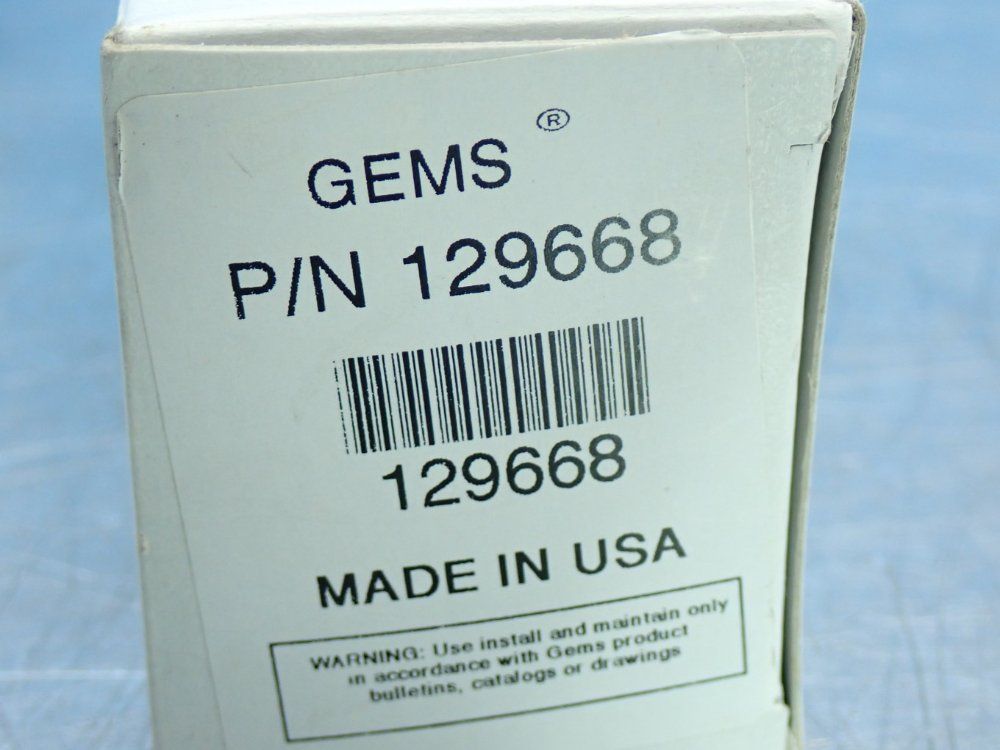 GEMS ®
P/N 129668
129668
MADE IN USA
WARNING: Use install and maintain only
in accordance with Gems product
bulletins, catalogs or drawings